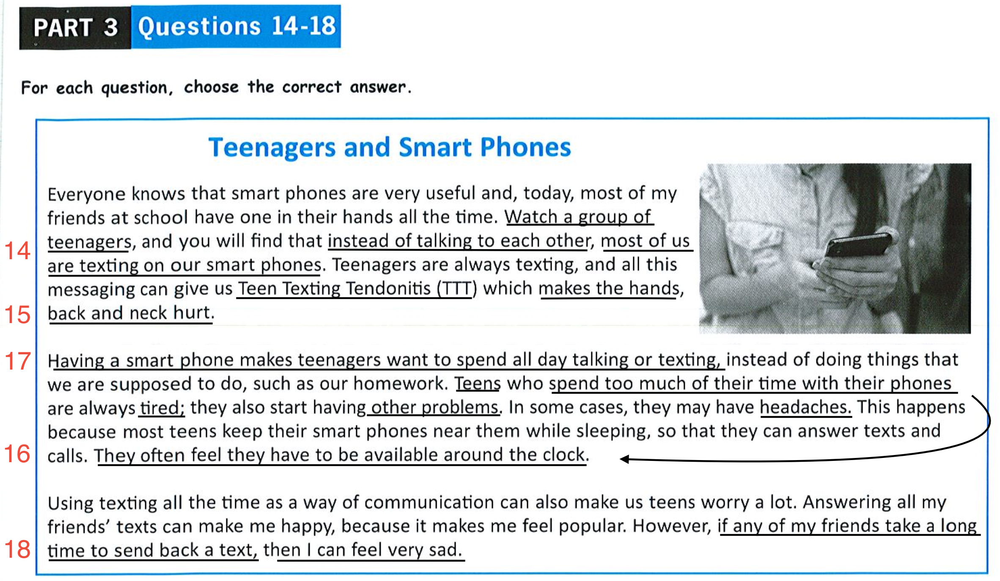 PART 3 Questions 14-18
For each question, choose the correct answer.
Teenagers and Smart Phones
Everyone knows that smart phones are very useful and, today, most of my
friends at school have one in their hands all the time. Watch a group of
14 teenagers, and you will find that instead of talking to each other, most of us
are texting on our smart phones. Teenagers are always texting, and all this
messaging can give us Teen Texting Tendonitis (TTT) which makes the hands,
15 back and neck hurt.
17 Having a smart phone makes teenagers want to spend all day talking or texting, instead of doing things that
we are supposed to do, such as our homework. Teens who spend too much of their time with their phones
are always tired; they also start having other problems. In some cases, they may have headaches. This happens
because most teens keep their smart phones near them while sleeping, so that they can answer texts and
16 calls. They often feel they have to be available around the clock.
Using texting all the time as a way of communication can also make us teens worry a lot. Answering all my
friends’ texts can make me happy, because it makes me feel popular. However, if any of my friends take a long
18 time to send back a text, then I can feel very sad.